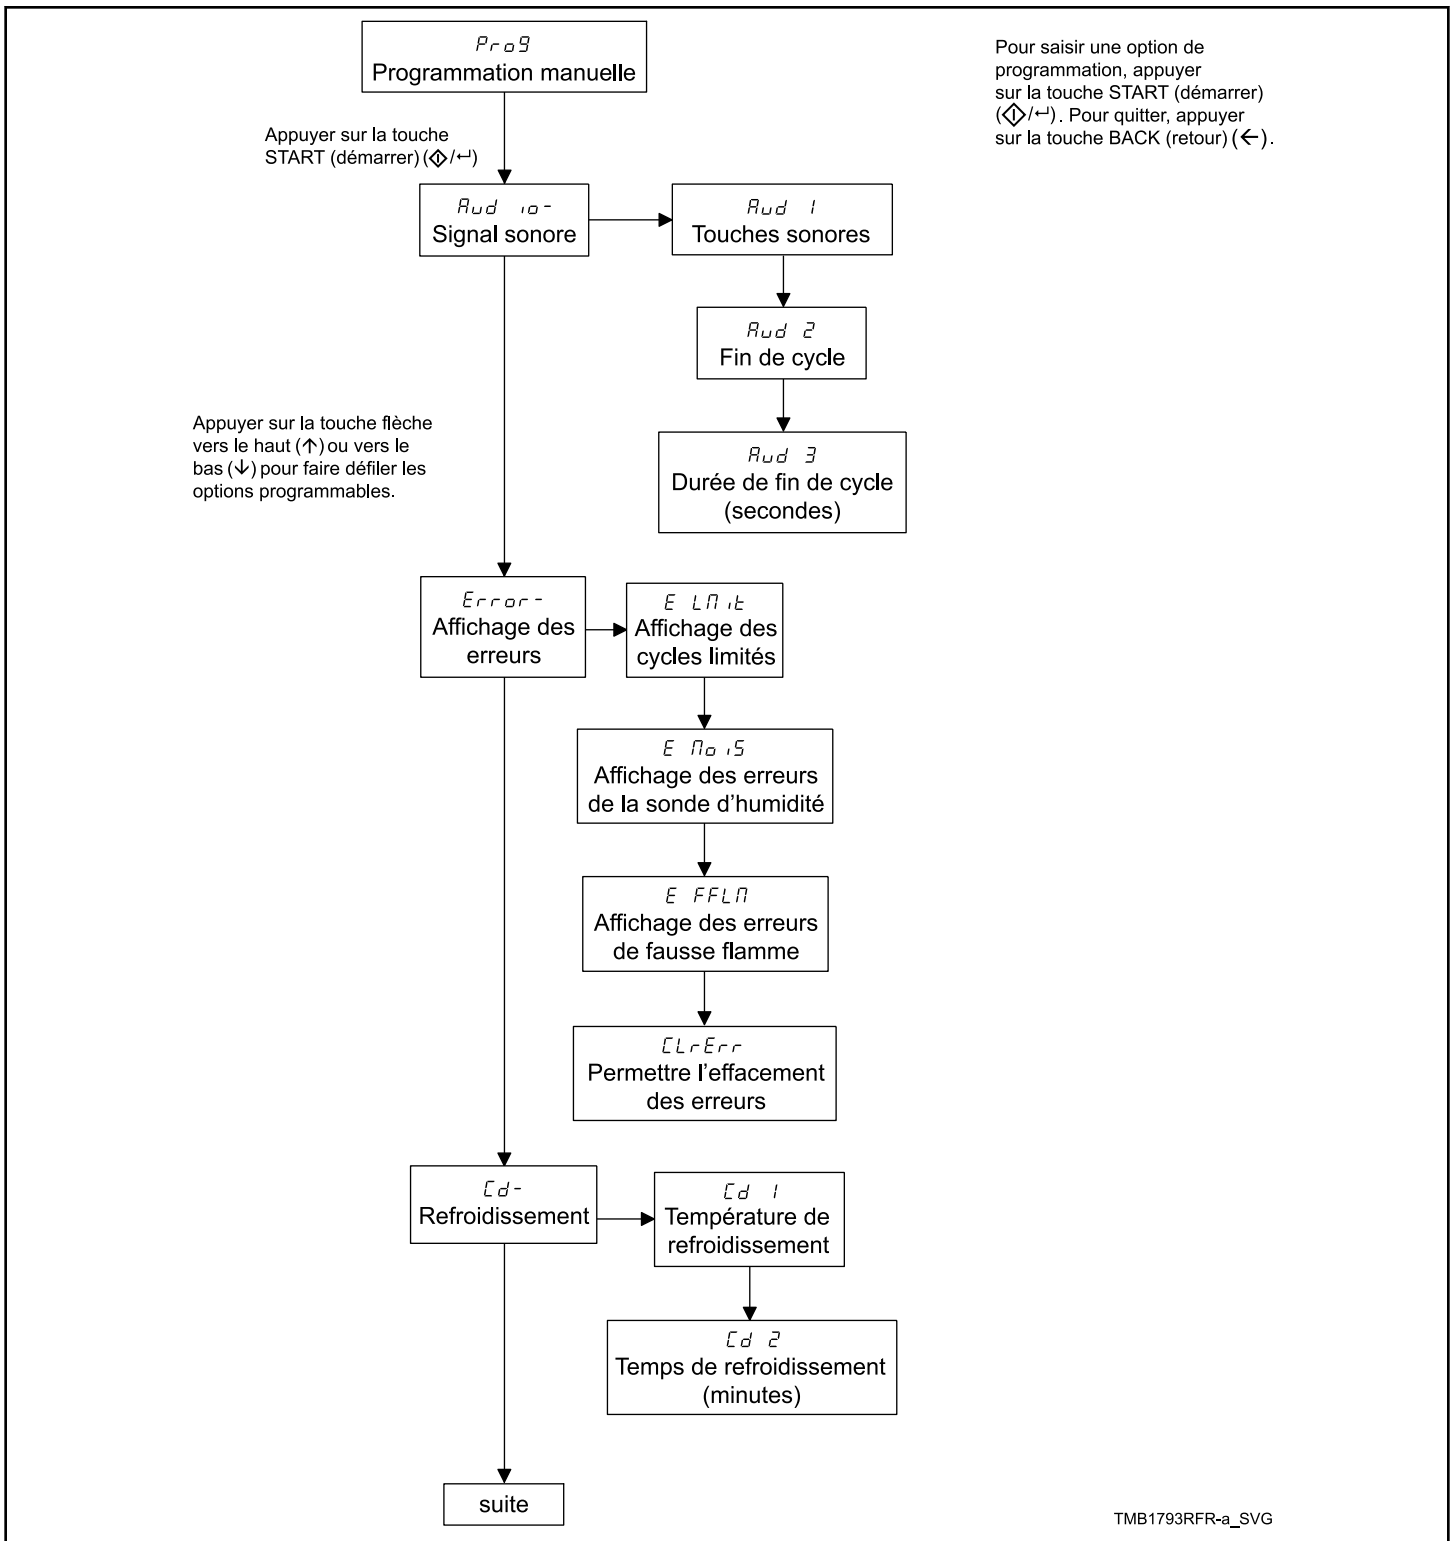 Prog
Programmation manuelle
Pour saisir une option de
programmation, appuyer
sur la touche START (démarrer)
(/↵). Pour quitter, appuyer
sur la touche BACK (retour) (←).
Appuyer sur la touche
START (démarrer) (/↵)
Aud io-
Signal sonore
Aud 1
Touches sonores
Aud 2
Fin de cycle
Appuyer sur la touche flèche
vers le haut (↑) ou vers le
bas (↓) pour faire défiler les
options programmables.
Aud 3
Durée de fin de cycle
(secondes)
Error-
Affichage des
erreurs
E LMit
Affichage des
cycles limités
E MoiS
Affichage des erreurs
de la sonde d'humidité
E FFLM
Affichage des erreurs
de fausse flamme
CLrErr
Permettre l'effacement
des erreurs
Cd-
Refroidissement
Cd 1
Température de
refroidissement
Cd 2
Temps de refroidissement
(minutes)
suite
TMB1793RFR-a_SVG